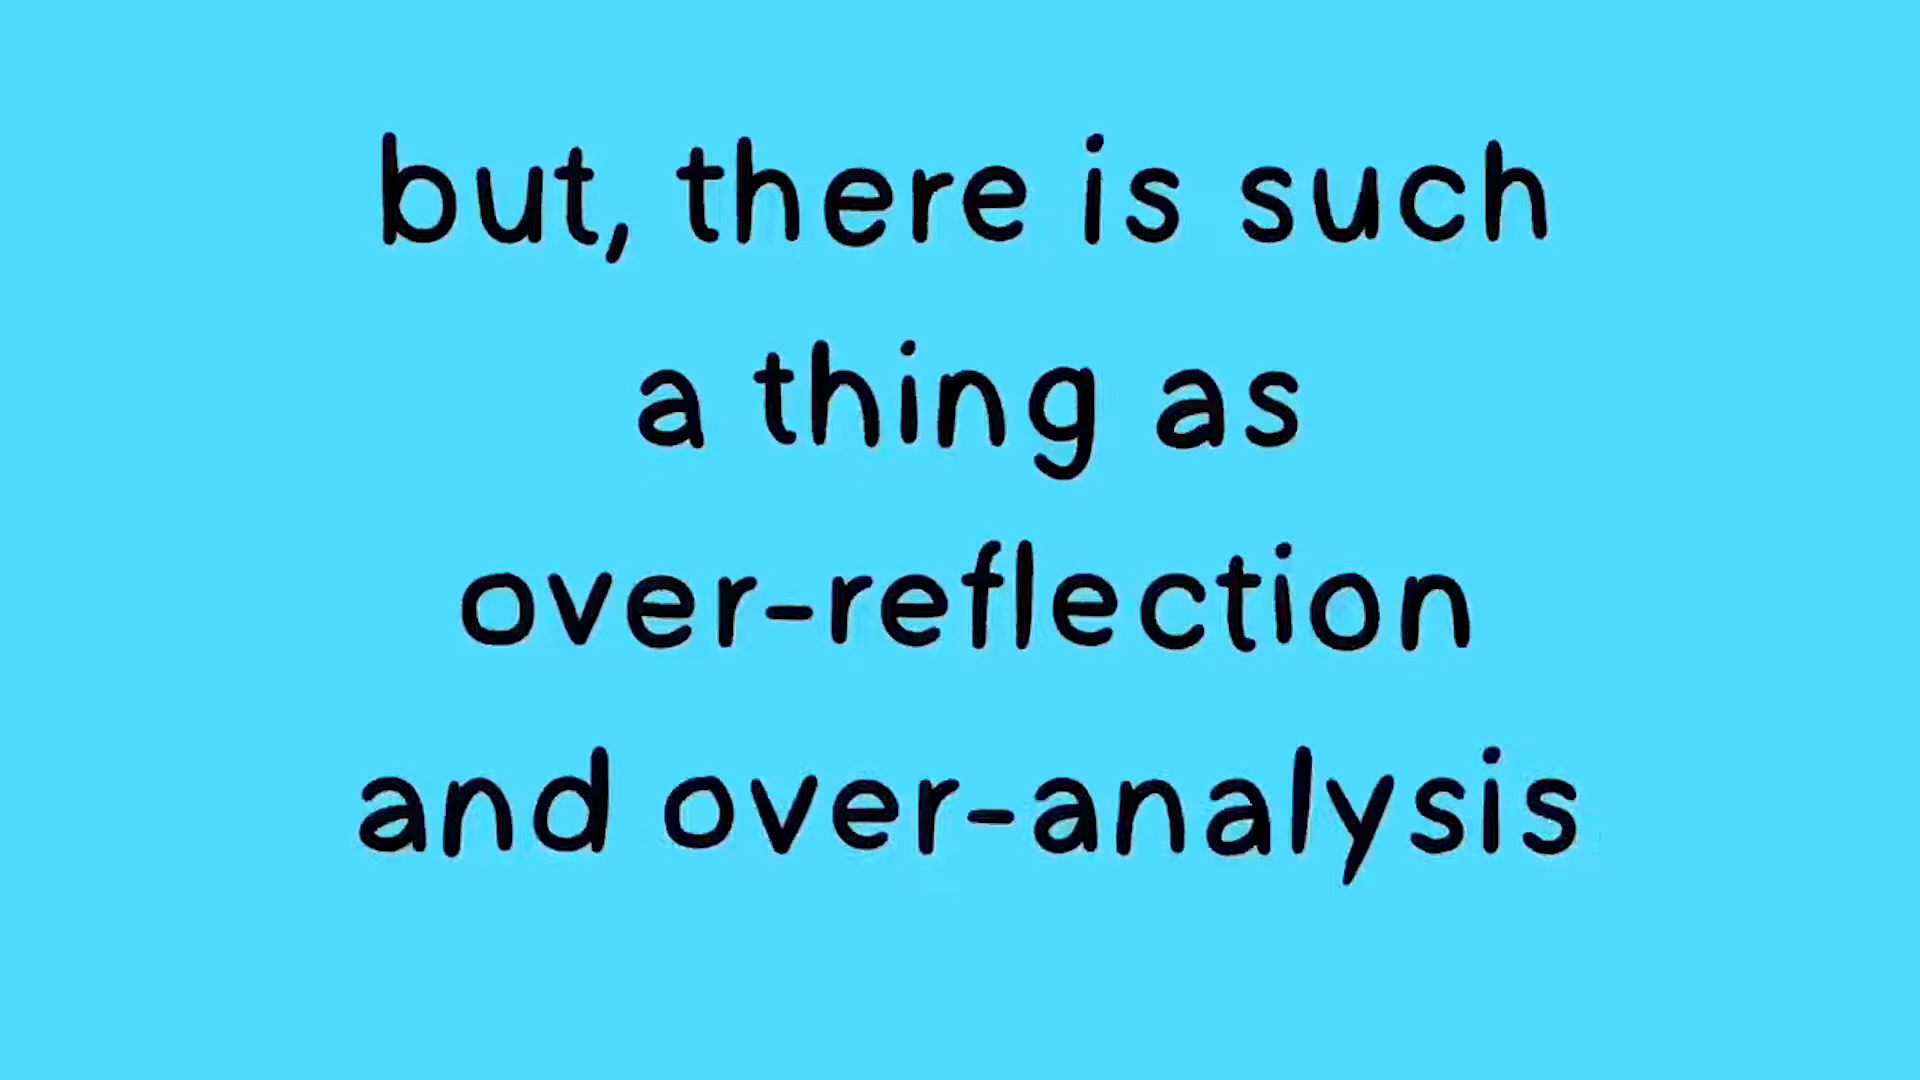 but, there is such
a thing as
over-reflection
and over-analysis